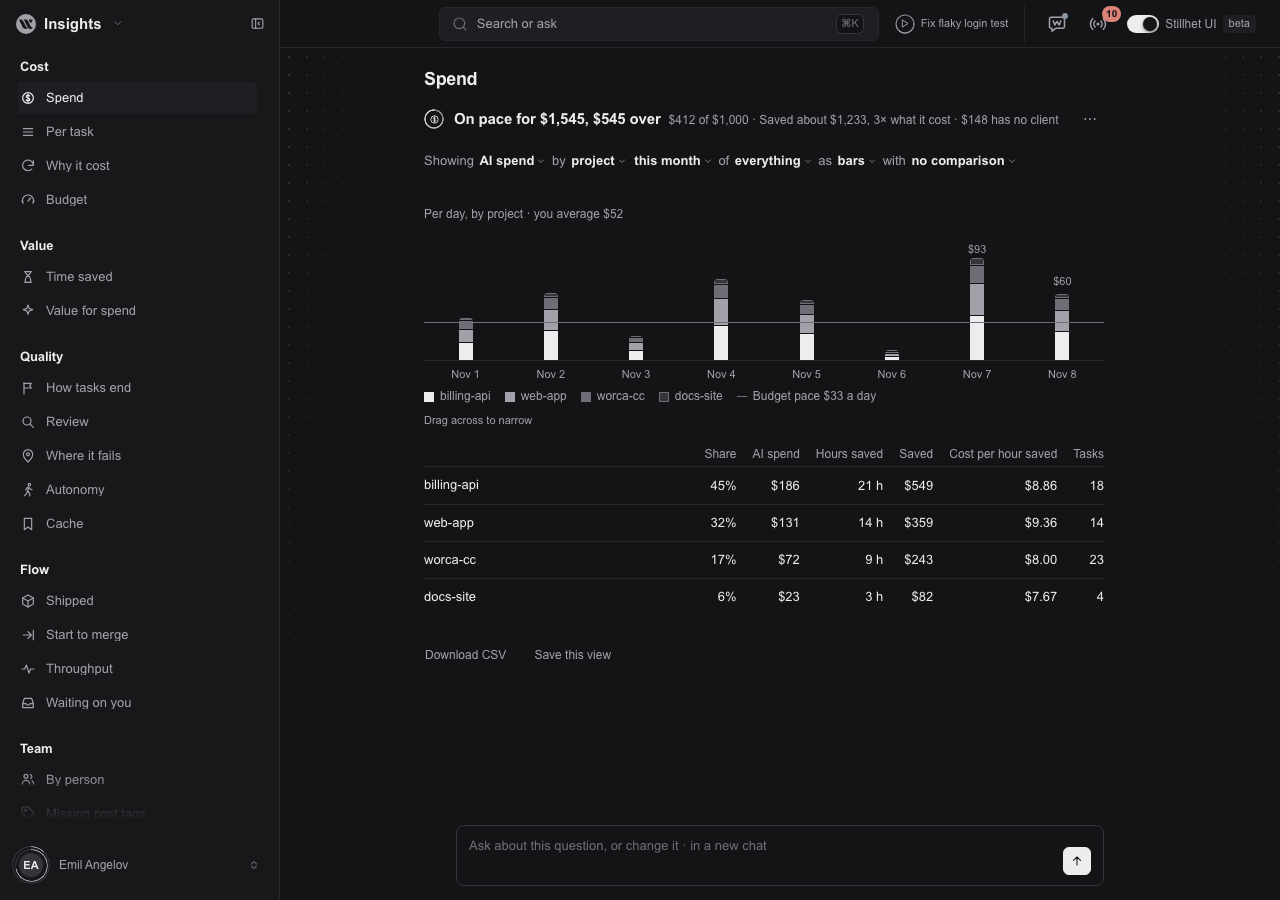 Insights
Search or ask
⌘K
Fix flaky login test
10
Stillhet UI
beta
Cost
Spend
Per task
Why it cost
Budget
Value
Time saved
Value for spend
Quality
How tasks end
Review
Where it fails
Autonomy
Cache
Flow
Shipped
Start to merge
Throughput
Waiting on you
Team
By person
Missing cost tags
EA
Emil Angelov
Spend
On pace for $1,545, $545 over $412 of $1,000 · Saved about $1,233, 3× what it cost · $148 has no client
Showing AI spend by project this month of everything as bars with no comparison
Per day, by project · you average $52
$93
$60
Nov 1 Nov 2 Nov 3 Nov 4 Nov 5 Nov 6 Nov 7 Nov 8
billing-api web-app worca-cc docs-site Budget pace $33 a day
Drag across to narrow
Share AI spend Hours saved Saved Cost per hour saved Tasks
billing-api 45% $186 21 h $549 $8.86 18
web-app 32% $131 14 h $359 $9.36 14
worca-cc 17% $72 9 h $243 $8.00 23
docs-site 6% $23 3 h $82 $7.67 4
Download CSV Save this view
Ask about this question, or change it · in a new chat